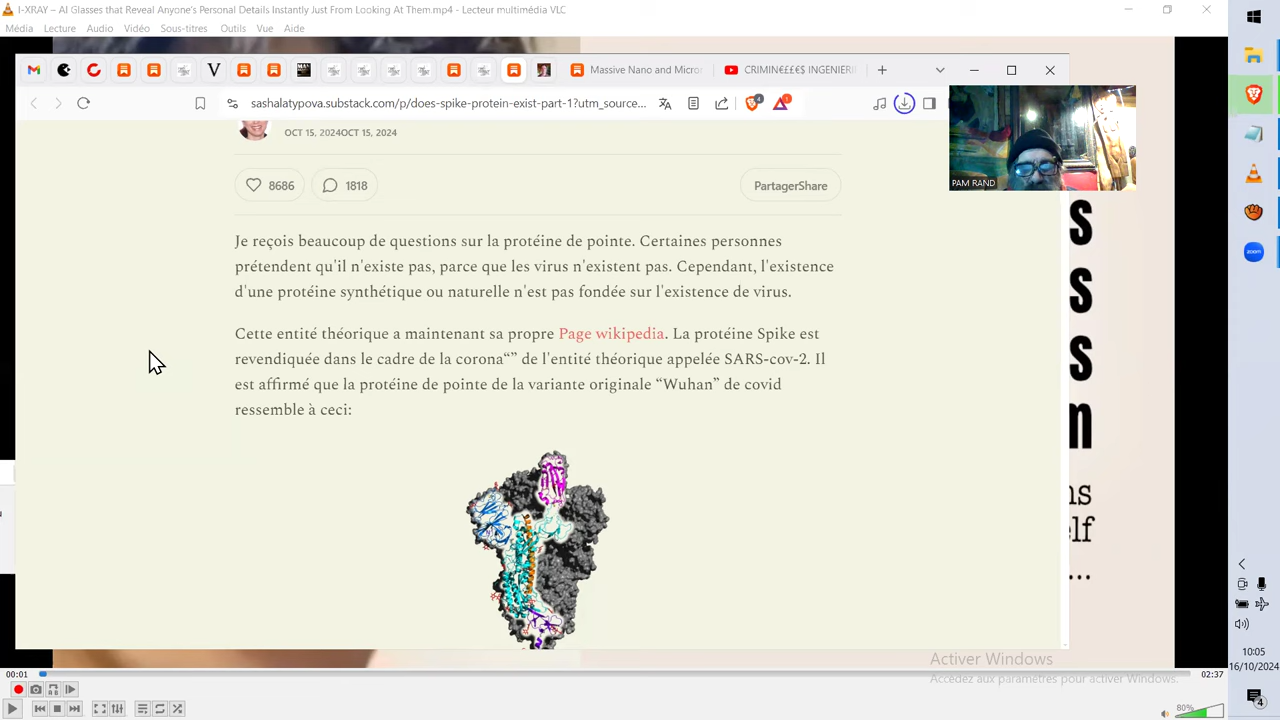 I-XRAY – AI Glasses that Reveal Anyone's Personal Details Instantly Just From Looking At Them.mp4 - Lecteur multimédia VLC
Média Lecture Audio Vidéo Sous-titres Outils Vue Aide
Massive Nano and Micror
CRIMIN€££€$ INGENIERI
sashalatypova.substack.com/p/does-spike-protein-exist-part-1?utm_source...
OCT 15, 2024OCT 15, 2024
8686
1818
PartagerShare
PAM RAND
Je reçois beaucoup de questions sur la protéine de pointe. Certaines personnes
prétendent qu'il n'existe pas, parce que les virus n'existent pas. Cependant, l'existence
d'une protéine synthétique ou naturelle n'est pas fondée sur l'existence de virus.
Cette entité théorique a maintenant sa propre Page wikipedia. La protéine Spike est
revendiquée dans le cadre de la corona“” de l'entité théorique appelée SARS-cov-2. Il
est affirmé que la protéine de pointe de la variante originale “Wuhan” de covid
ressemble à ceci:
s
s
s
m
ns
elf
...
zoom
Activer Windows
Accédez aux paramètres pour activer Windows.
00:01
02:37
80%
10:05
16/10/2024
4